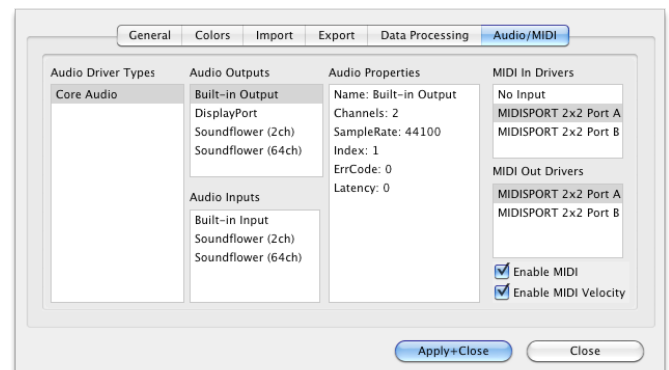 General
Colors
Import
Export
Data Processing
Audio/MIDI
Audio Driver Types
Core Audio
Audio Outputs
Built-in Output
DisplayPort
Soundflower (2ch)
Soundflower (64ch)
Audio Inputs
Built-in Input
Soundflower (2ch)
Soundflower (64ch)
Audio Properties
Name: Built-in Output
Channels: 2
SampleRate: 44100
Index: 1
ErrCode: 0
Latency: 0
MIDI In Drivers
No Input
MIDISPORT 2x2 Port A
MIDISPORT 2x2 Port B
MIDI Out Drivers
MIDISPORT 2x2 Port A
MIDISPORT 2x2 Port B
Enable MIDI
Enable MIDI Velocity
Apply+Close
Close